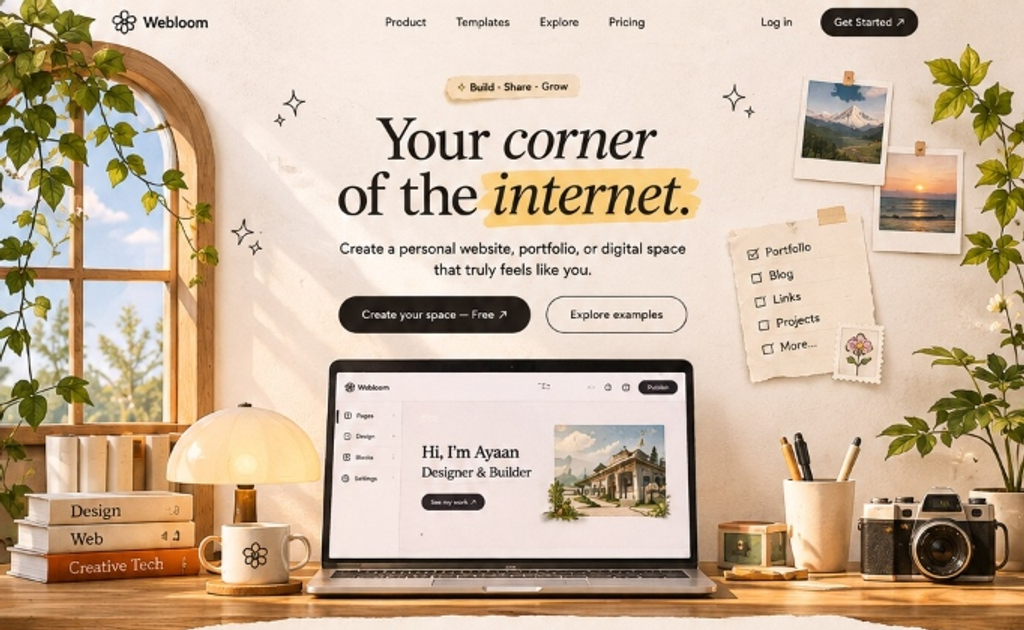 Webloom
Product
Templates
Explore
Pricing
Log in
Get Started ↗
Build · Share · Grow
Your corner
of the internet.
Create a personal website, portfolio, or digital space
that truly feels like you.
Create your space — Free ↗
Explore examples
Portfolio
Blog
Links
Projects
More...
Webloom
Publish
Pages
Design
Blocks
Settings
Hi, I'm Ayaan
Designer & Builder
See my work ↗
Design
Web
Creative Tech